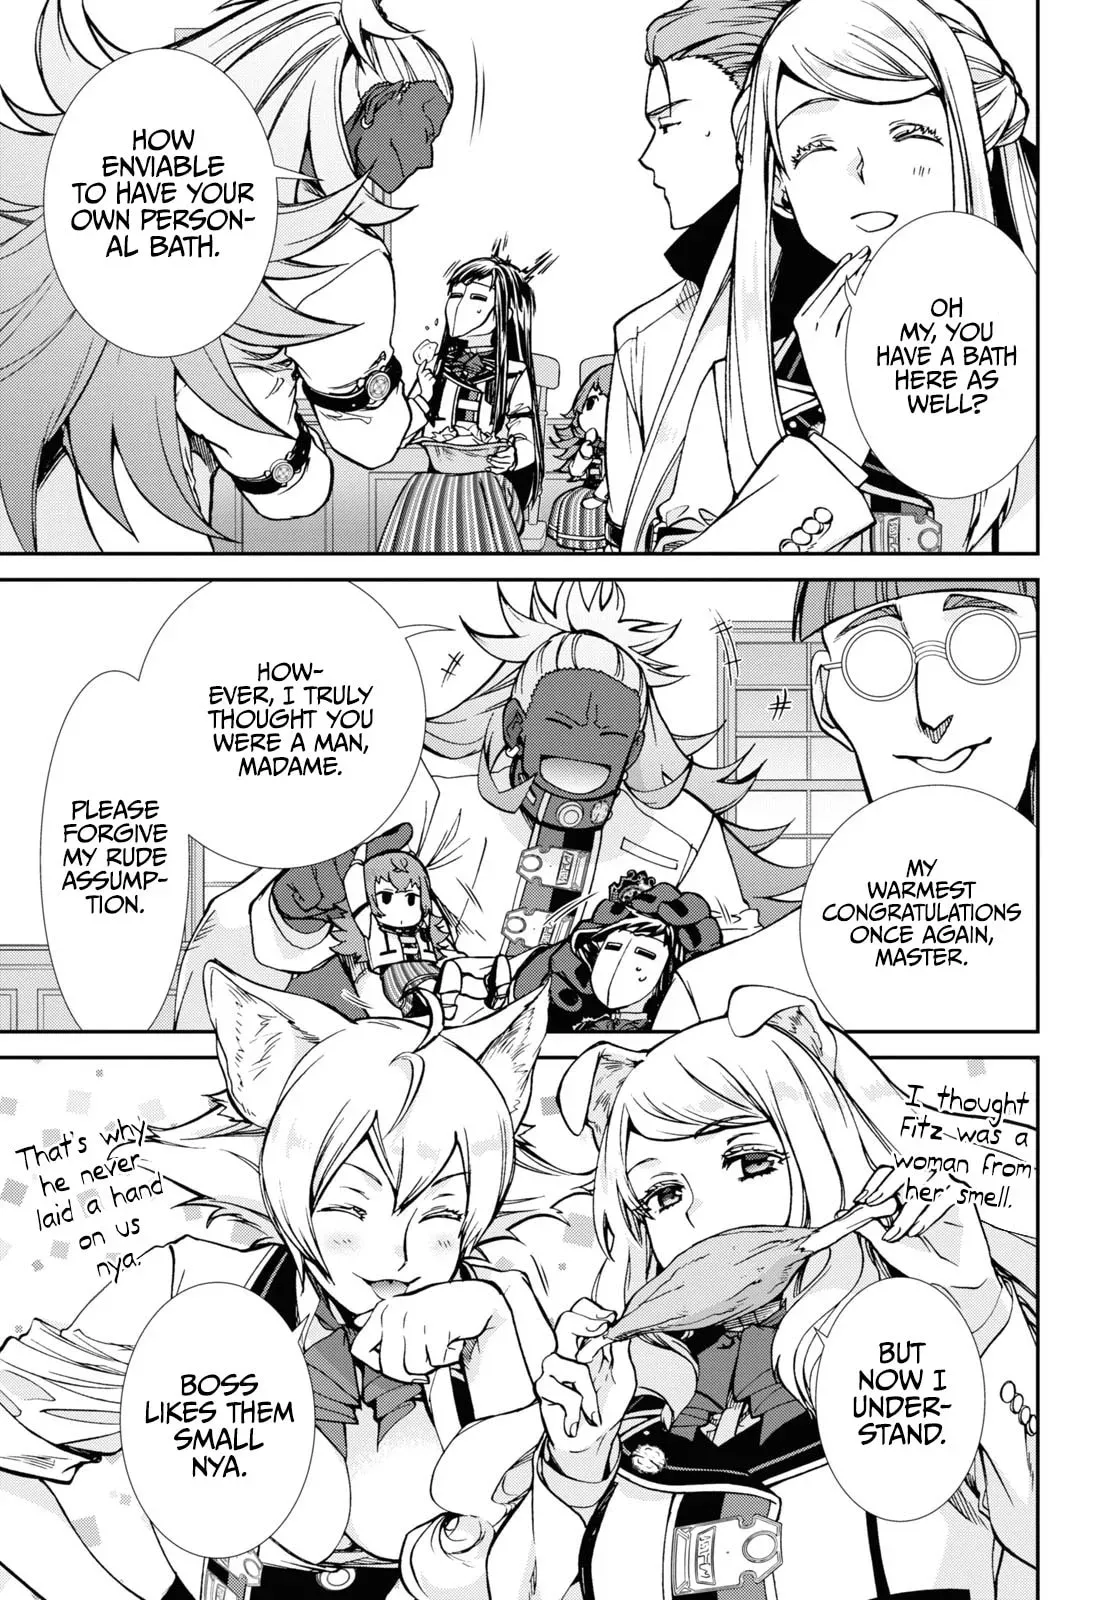 OH
MY, YOU
HAVE A BATH
HERE AS
WELL?
HOW
ENVIABLE
TO HAVE YOUR
OWN PERSON-
AL BATH.
MY
WARMEST
CONGRATULATIONS
ONCE AGAIN,
MASTER.
HOW-
EVER, I TRULY
THOUGHT YOU
WERE A MAN,
MADAME.
PLEASE
FORGIVE
MY RUDE
ASSUMP-
TION.
I thought
Fitz was a
woman from
her smell.
BUT
NOW I
UNDER-
STAND.
That's why
he never
laid a hand
on us
nya.
BOSS
LIKES THEM
SMALL
NYA.